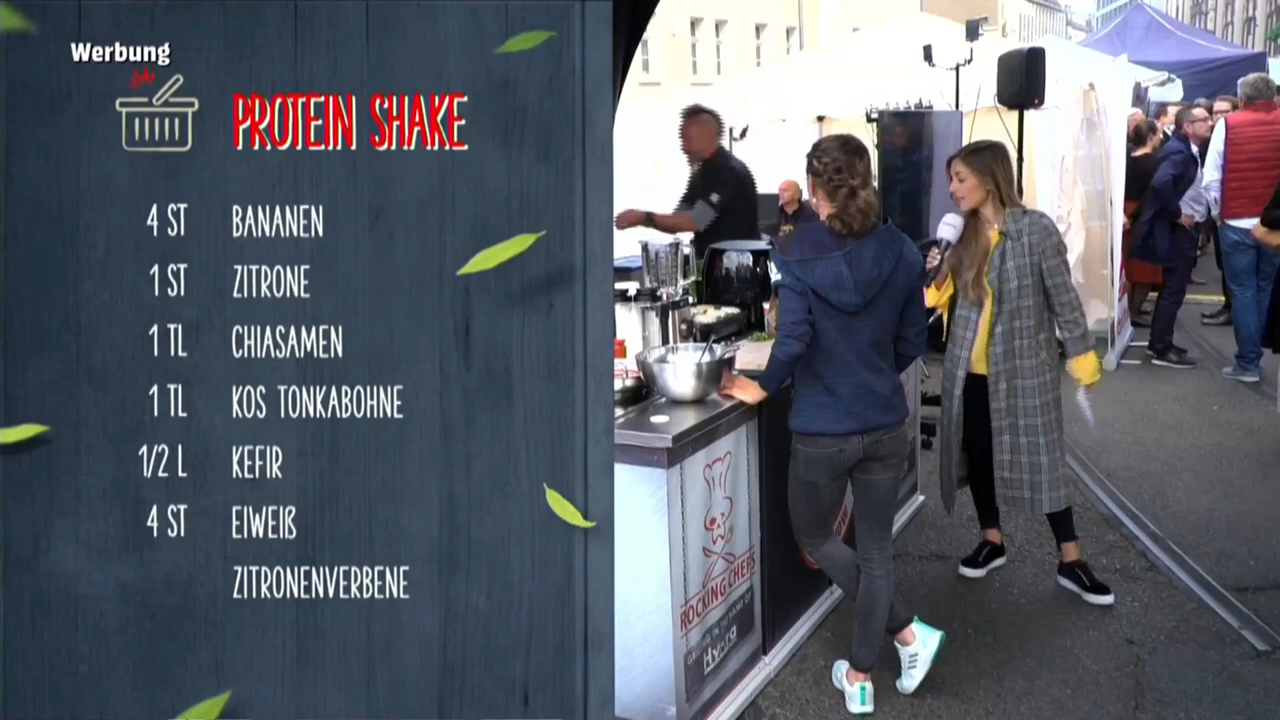 Werbung
PROTEIN SHAKE
4 ST BANANEN
1 ST ZITRONE
1 TL CHIASAMEN
1 TL KOS TONKABOHNE
1/2 L KEFIR
4 ST EIWEIß
ZITRONENVERBENE
ROCKING CHEFS